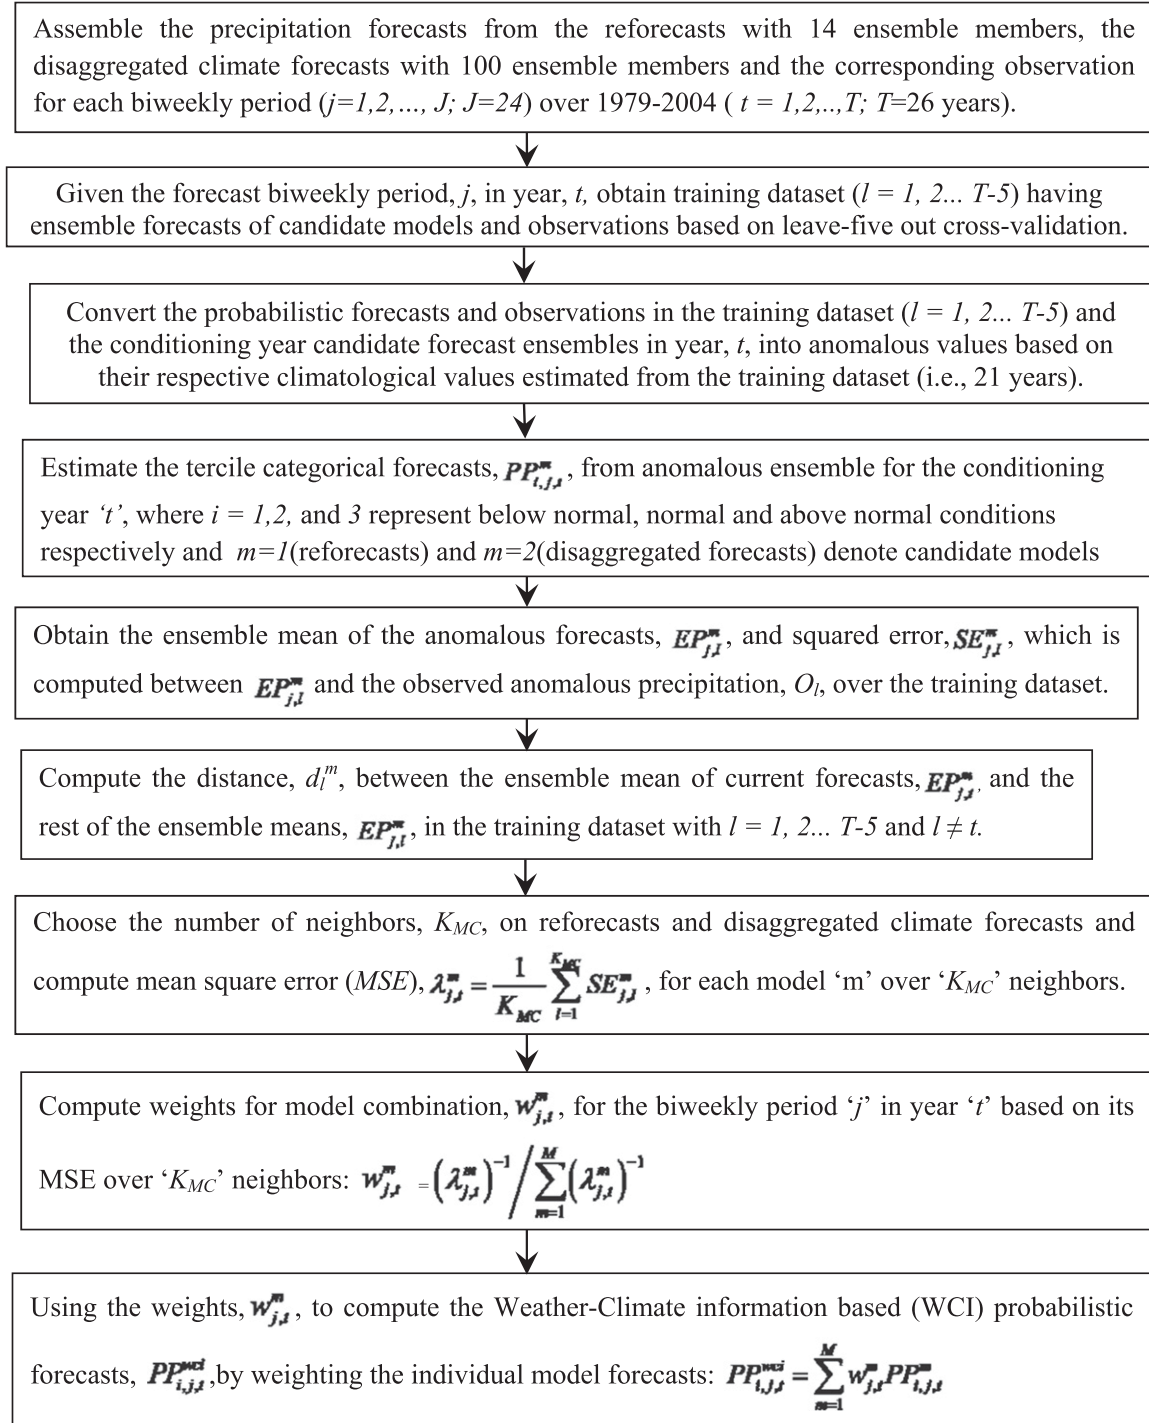 Assemble the precipitation forecasts from the reforecasts with 14 ensemble members, the
disaggregated climate forecasts with 100 ensemble members and the corresponding observation
for each biweekly period (j=1,2,..., J; J=24) over 1979-2004 ( t = 1,2,..,T; T=26 years).
Given the forecast biweekly period, j, in year, t, obtain training dataset (l = 1, 2... T-5) having
ensemble forecasts of candidate models and observations based on leave-five out cross-validation.
Convert the probabilistic forecasts and observations in the training dataset (l = 1, 2... T-5) and
the conditioning year candidate forecast ensembles in year, t, into anomalous values based on
their respective climatological values estimated from the training dataset (i.e., 21 years).
Estimate the tercile categorical forecasts, PP^m_{i,j,t}, from anomalous ensemble for the conditioning
year ‘t’, where i = 1,2, and 3 represent below normal, normal and above normal conditions
respectively and m=1(reforecasts) and m=2(disaggregated forecasts) denote candidate models
Obtain the ensemble mean of the anomalous forecasts, EP^m_{j,l}, and squared error, SE^m_{j,l}, which is
computed between EP^m_{j,l} and the observed anomalous precipitation, O_l, over the training dataset.
Compute the distance, d_l^m, between the ensemble mean of current forecasts, EP^m_{j,t}, and the
rest of the ensemble means, EP^m_{j,l}, in the training dataset with l = 1, 2... T-5 and l ≠ t.
Choose the number of neighbors, K_{MC}, on reforecasts and disaggregated climate forecasts and
compute mean square error (MSE), λ^m_{j,t} = \frac{1}{K_{MC}} \sum_{l=1}^{K_{MC}} SE^m_{j,l}, for each model ‘m’ over ‘K_{MC}’ neighbors.
Compute weights for model combination, w^m_{j,t}, for the biweekly period ‘j’ in year ‘t’ based on its
MSE over ‘K_{MC}’ neighbors: w^m_{j,t} = (λ^m_{j,t})^{-1} / \sum_{m=1}^{M} (λ^m_{j,t})^{-1}
Using the weights, w^m_{j,t}, to compute the Weather-Climate information based (WCI) probabilistic
forecasts, PP^{wci}_{i,j,t},by weighting the individual model forecasts: PP^{wci}_{i,j,t} = \sum_{m=1}^{M} w^m_{j,t} PP^m_{i,j,t}